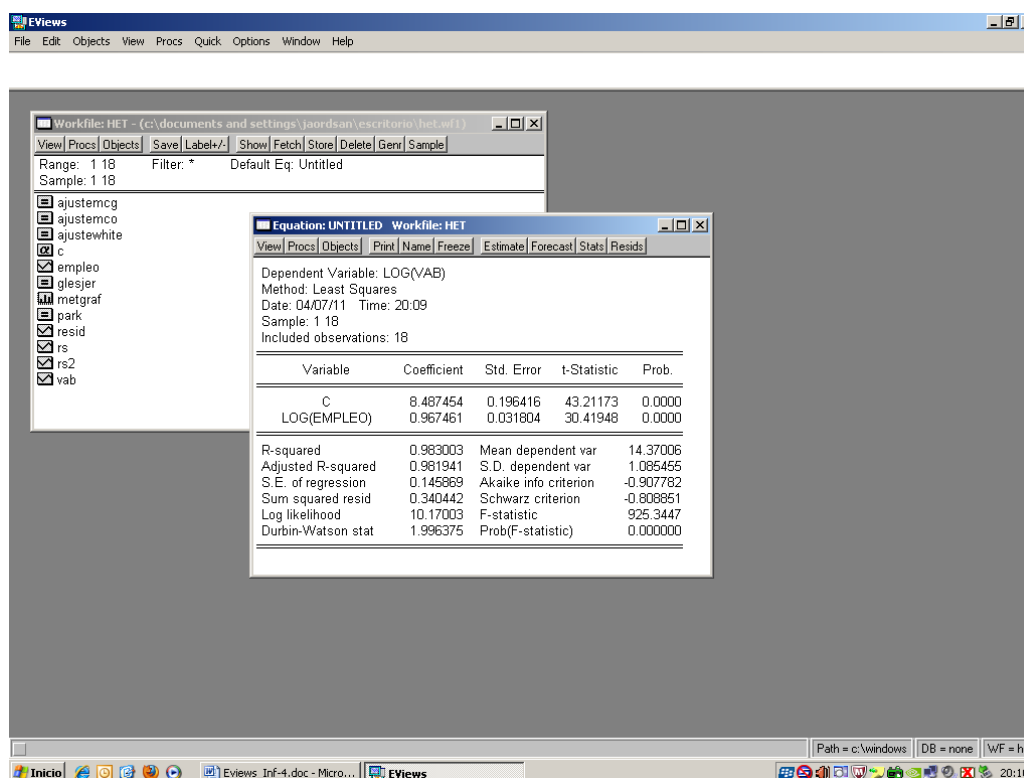 EViews
File Edit Objects View Procs Quick Options Window Help
Workfile: HET - (c:\documents and settings\jaordsan\escritorio\het.wf1)
View Procs Objects Save Label+/- Show Fetch Store Delete Genr Sample
Range: 1 18 Filter: * Default Eq: Untitled
Sample: 1 18
ajustemcg
ajustemco
ajustewhite
c
empleo
glesjer
metgraf
park
resid
rs
rs2
vab
Equation: UNTITLED Workfile: HET
View Procs Objects Print Name Freeze Estimate Forecast Stats Resids
Dependent Variable: LOG(VAB)
Method: Least Squares
Date: 04/07/11 Time: 20:09
Sample: 1 18
Included observations: 18
Variable Coefficient Std. Error t-Statistic Prob.
C 8.487454 0.196416 43.21173 0.0000
LOG(EMPLEO) 0.967461 0.031804 30.41948 0.0000
R-squared 0.983003 Mean dependent var 14.37006
Adjusted R-squared 0.981941 S.D. dependent var 1.085455
S.E. of regression 0.145869 Akaike info criterion -0.907782
Sum squared resid 0.340442 Schwarz criterion -0.808851
Log likelihood 10.17003 F-statistic 925.3447
Durbin-Watson stat 1.996375 Prob(F-statistic) 0.000000
Path = c:\windows DB = none WF = h
Inicio Eviews_Inf-4.doc - Micro... EViews 20:1